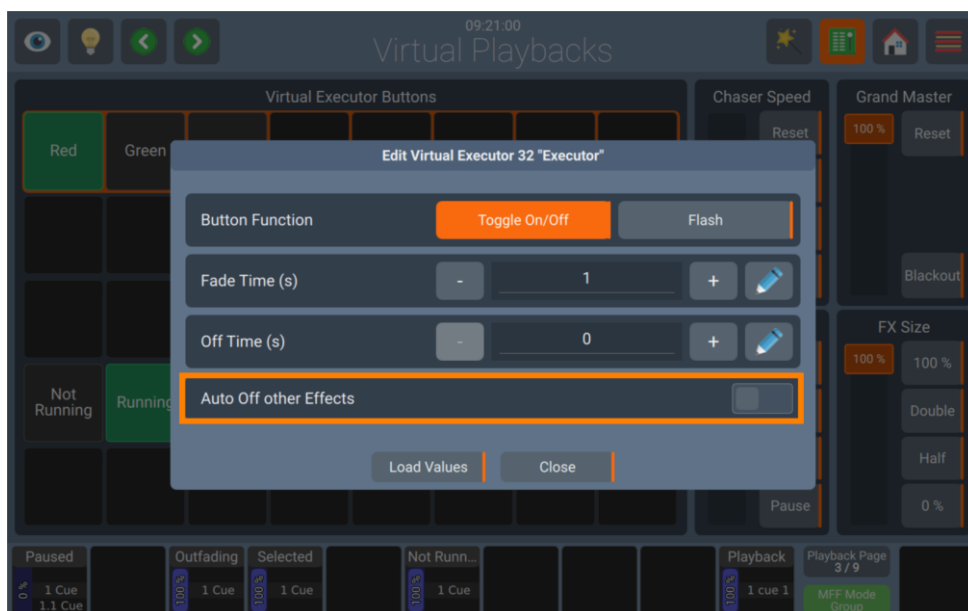 09:21:00
Virtual Playbacks
Virtual Executor Buttons
Chaser Speed
Grand Master
Red
Green
Reset
100 %
Reset
Edit Virtual Executor 32 "Executor"
Button Function
Toggle On/Off
Flash
Fade Time (s)
-
1
+
Blackout
Off Time (s)
-
0
+
FX Size
100 %
100 %
Not
Running
Running
Auto Off other Effects
Double
Load Values
Close
Half
Pause
0 %
Paused
Outfading
Selected
Not Runn...
Playback
Playback Page
3 / 9
0 %
1 Cue
1.1 Cue
100 %
1 Cue
100 %
1 Cue
100 %
1 Cue
100 %
1 cue 1
MFF Mode
Group